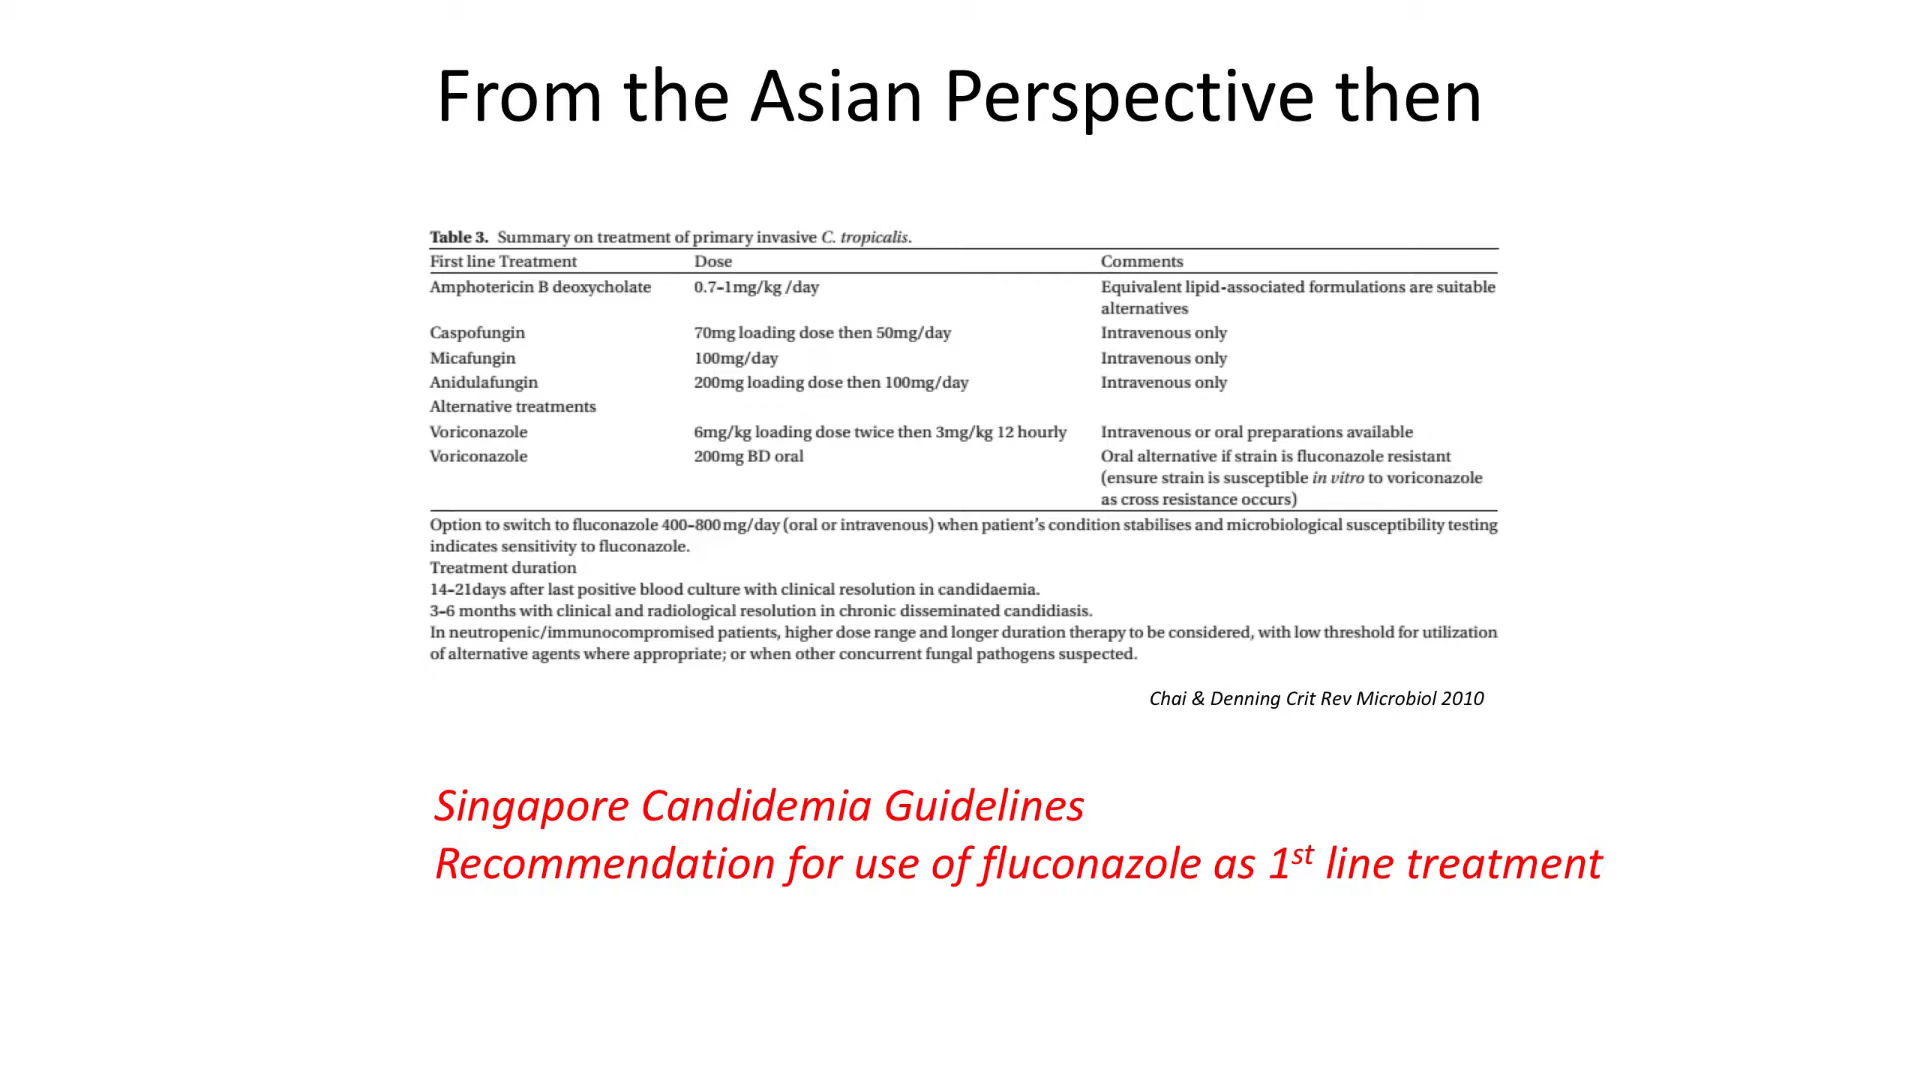 From the Asian Perspective then
Table 3. Summary on treatment of primary invasive C. tropicalis.
First line Treatment Dose Comments
Amphotericin B deoxycholate 0.7–1mg/kg /day Equivalent lipid-associated formulations are suitable
alternatives
Caspofungin 70mg loading dose then 50mg/day Intravenous only
Micafungin 100mg/day Intravenous only
Anidulafungin 200mg loading dose then 100mg/day Intravenous only
Alternative treatments
Voriconazole 6mg/kg loading dose twice then 3mg/kg 12 hourly Intravenous or oral preparations available
Voriconazole 200mg BD oral Oral alternative if strain is fluconazole resistant
(ensure strain is susceptible in vitro to voriconazole
as cross resistance occurs)
Option to switch to fluconazole 400–800mg/day (oral or intravenous) when patient's condition stabilises and microbiological susceptibility testing
indicates sensitivity to fluconazole.
Treatment duration
14–21days after last positive blood culture with clinical resolution in candidaemia.
3–6 months with clinical and radiological resolution in chronic disseminated candidiasis.
In neutropenic/immunocompromised patients, higher dose range and longer duration therapy to be considered, with low threshold for utilization
of alternative agents where appropriate; or when other concurrent fungal pathogens suspected.
Chai & Denning Crit Rev Microbiol 2010
Singapore Candidemia Guidelines
Recommendation for use of fluconazole as 1st line treatment